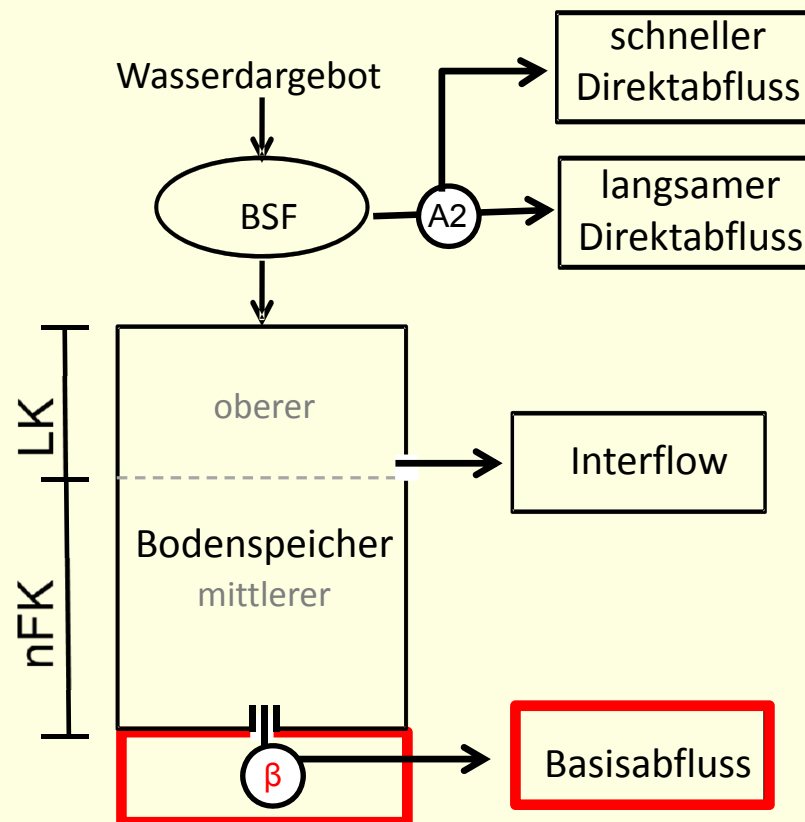 schneller
Direktabfluss
Wasserdargebot
BSF
A2
langsamer
Direktabfluss
LK
oberer
Interflow
Bodenspeicher
mittlerer
nFK
β
Basisabfluss